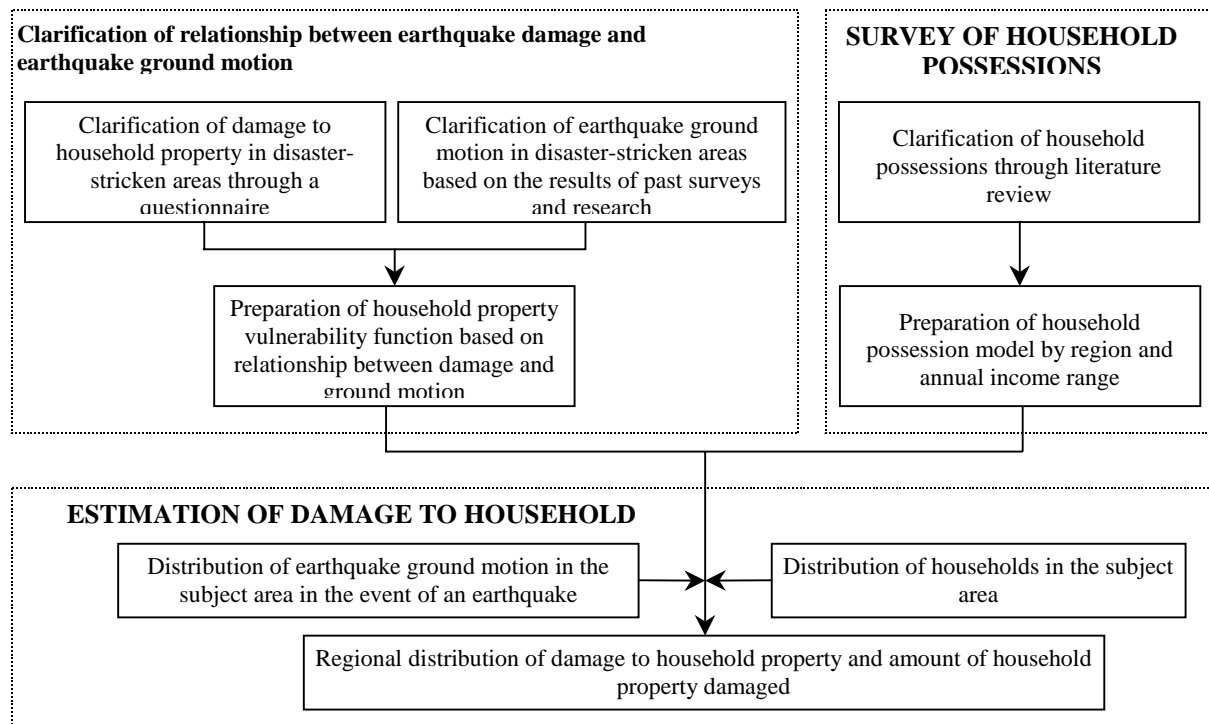 Clarification of relationship between earthquake damage and
earthquake ground motion
Clarification of damage to
household property in disaster-
stricken areas through a
questionnaire
Clarification of earthquake ground
motion in disaster-stricken areas
based on the results of past surveys
and research
Preparation of household property
vulnerability function based on
relationship between damage and
ground motion
SURVEY OF HOUSEHOLD
POSSESSIONS
Clarification of household
possessions through literature
review
Preparation of household
possession model by region and
annual income range
ESTIMATION OF DAMAGE TO HOUSEHOLD
Distribution of earthquake ground motion in the
subject area in the event of an earthquake
Distribution of households in the subject
area
Regional distribution of damage to household property and amount of household
property damaged